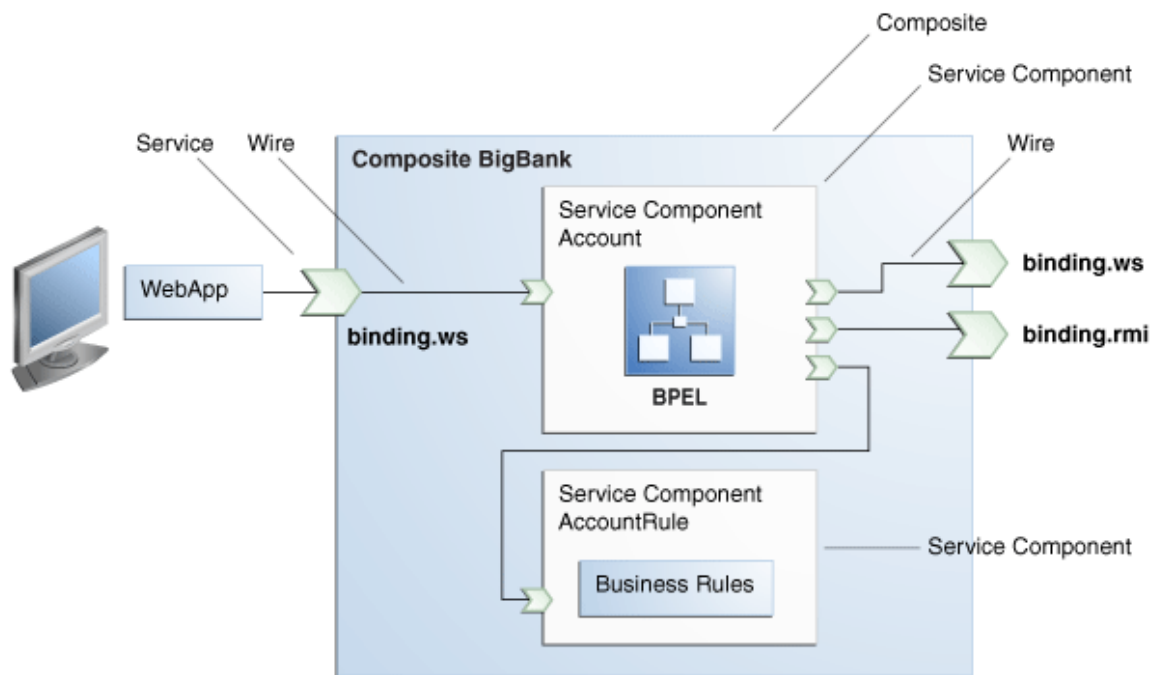 Composite
Service Component
Service
Wire
Wire
Composite BigBank
Service Component
Account
WebApp
binding.ws
binding.ws
binding.rmi
BPEL
Service Component
AccountRule
Service Component
Business Rules